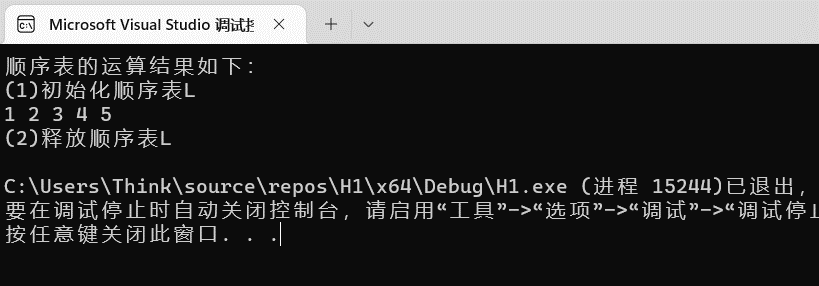 Microsoft Visual Studio 调试
顺序表的运算结果如下：
(1)初始化顺序表L
1 2 3 4 5
(2)释放顺序表L
C:\Users\Think\source\repos\H1\x64\Debug\H1.exe (进程 15244)已退出，
要在调试停止时自动关闭控制台，请启用“工具”->“选项”->“调试”->“调试停止
按任意键关闭此窗口. . .